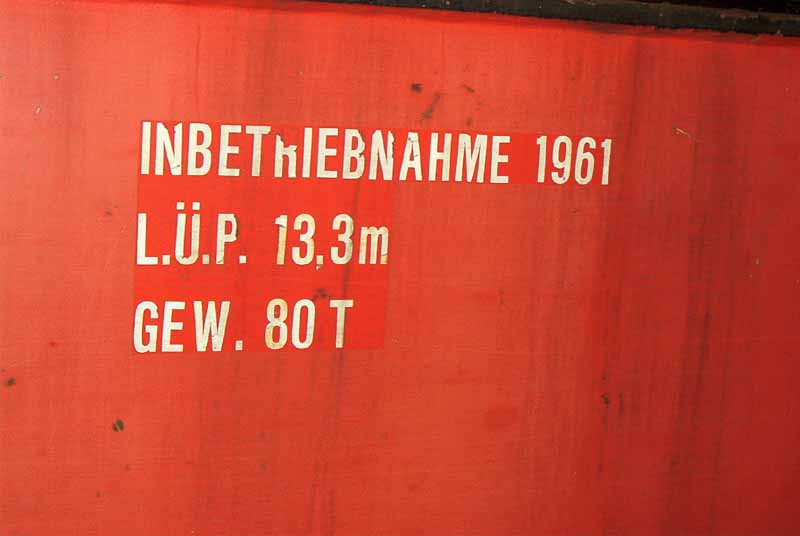 INBETRIEBNAHME 1961
L.Ü.P. 13.3m
GEW. 80 T